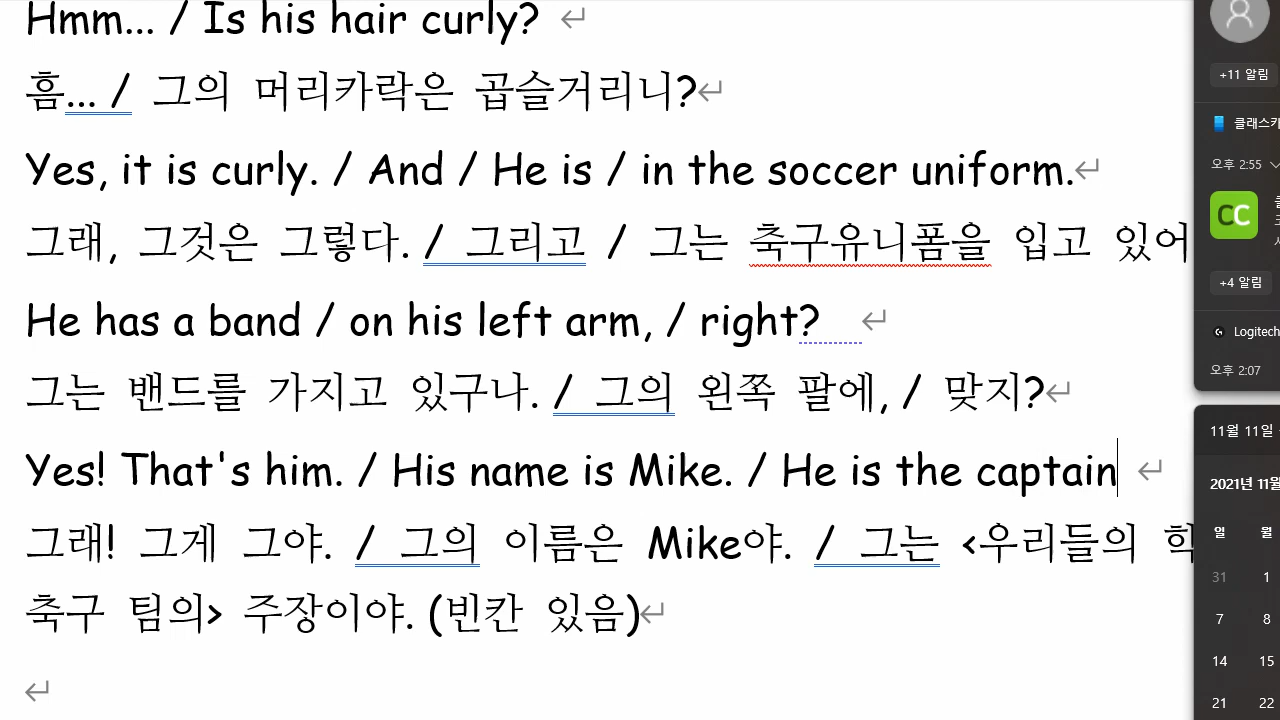 Hmm... / Is his hair curly? ↵
흠... / 그의 머리카락은 곱슬거리니?↵
Yes, it is curly. / And / He is / in the soccer uniform.↵
그래, 그것은 그렇다. / 그리고 / 그는 축구유니폼을 입고 있어
He has a band / on his left arm, / right? ↵
그는 밴드를 가지고 있구나. / 그의 왼쪽 팔에, / 맞지?↵
Yes! That's him. / His name is Mike. / He is the captain ↵
그래! 그게 그야. / 그의 이름은 Mike야. / 그는 <우리들의
축구 팀의> 주장이야. (빈칸 있음)↵
↵
+11 알림
클래스카
오후 2:55
CC
+4 알림
Logitech
오후 2:07
11월 11일
2021년 11월
일 월
31 1
7 8
14 15
21 22